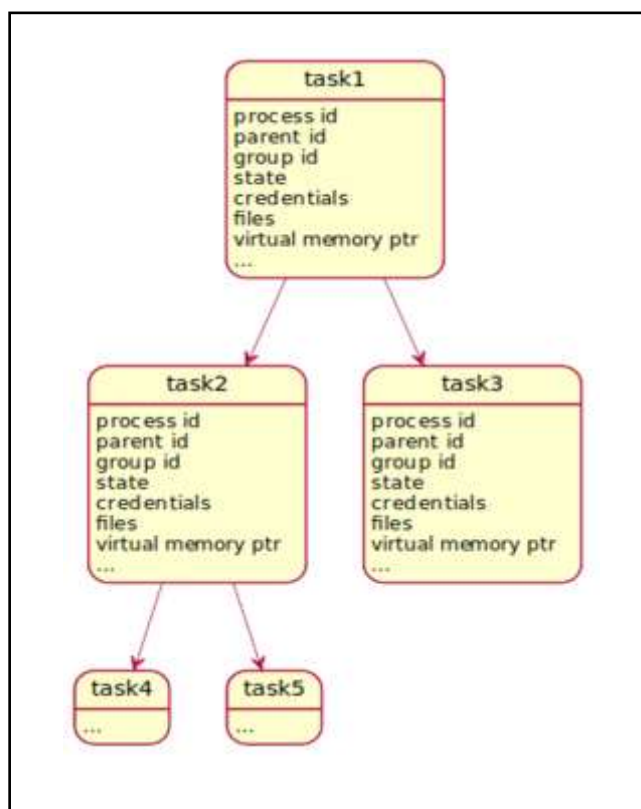 task1
process id
parent id
group id
state
credentials
files
virtual memory ptr
...
task2
process id
parent id
group id
state
credentials
files
virtual memory ptr
...
task3
process id
parent id
group id
state
credentials
files
virtual memory ptr
...
task4
...
task5
...